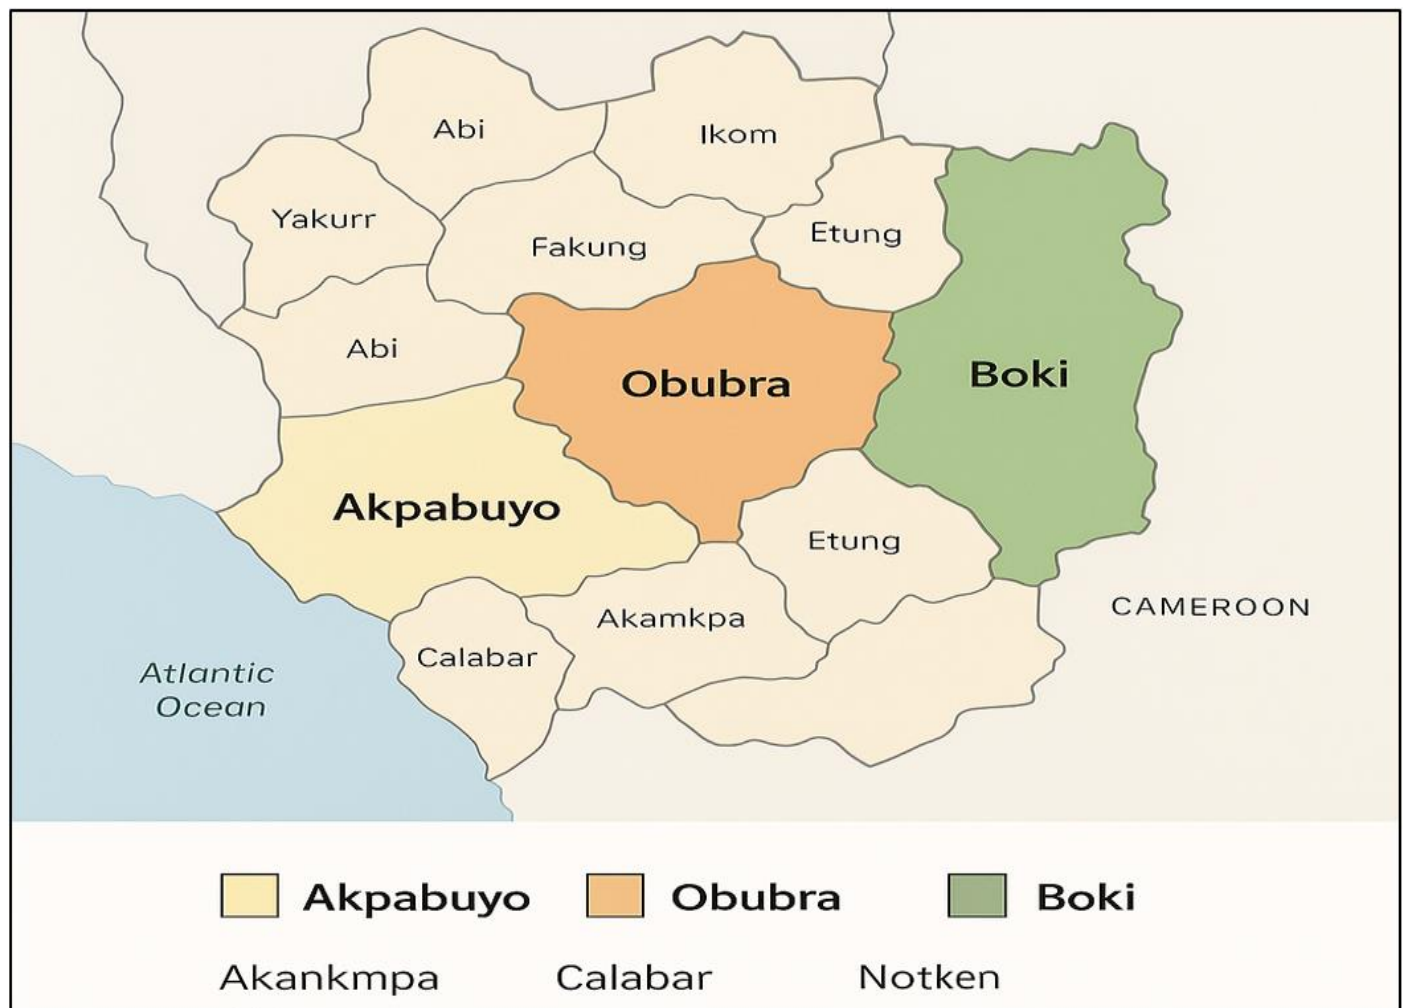 Abi
Ikom
Yakurr
Fakung
Etung
Abi
Obubra
Boki
Akpabuyo
Etung
CAMEROON
Akamkpa
Calabar
Atlantic
Ocean
Akpabuyo Obubra Boki
Akankmpa Calabar Notken